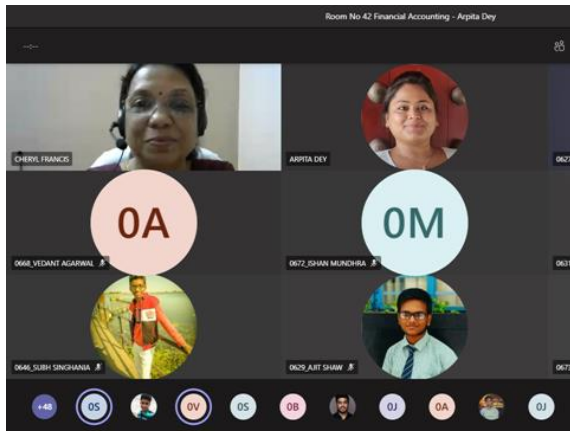 Room No 42 Financial Accounting - Arpita Dey
--:--
CHERYL FRANCIS
ARPITA DEY
0A
0M
0668_VEDANT AGARWAL
0672_ISHAN MUNDHRA
0646_SUBH SINGHANIA
0629_AJIT SHAW
+48
0S
0V
0S
0B
0J
0A
0J